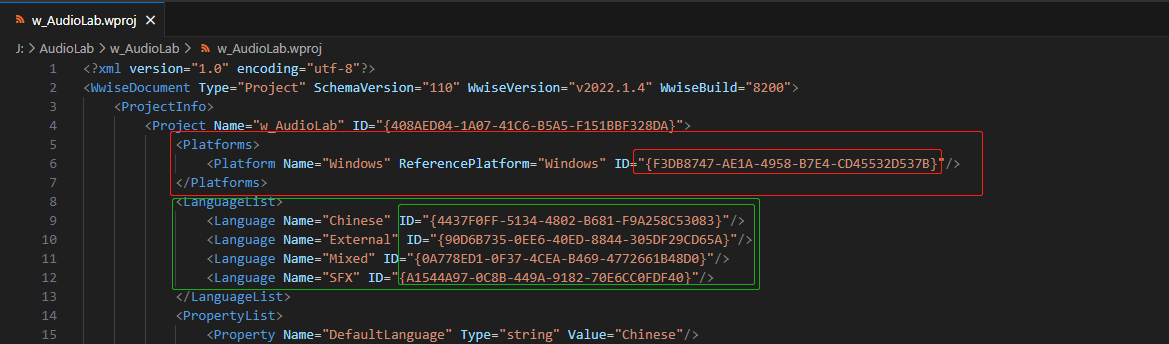 w_AudioLab.wproj ×
J: > AudioLab > w_AudioLab > w_AudioLab.wproj
1 <?xml version="1.0" encoding="utf-8"?>
2 <WwiseDocument Type="Project" SchemaVersion="110" WwiseVersion="v2022.1.4" WwiseBuild="8200">
3 <ProjectInfo>
4 <Project Name="w_AudioLab" ID="{408AED04-1A07-41C6-B5A5-F151BBF328DA}">
5 <Platforms>
6 <Platform Name="Windows" ReferencePlatform="Windows" ID="{F3DB8747-AE1A-4958-B7E4-CD45532D537B}"/>
7 </Platforms>
8 <LanguageList>
9 <Language Name="Chinese" ID="{4437F0FF-5134-4802-B681-F9A258C53083}"/>
10 <Language Name="External" ID="{90D6B735-0EE6-40ED-8844-305DF29CD65A}"/>
11 <Language Name="Mixed" ID="{0A778ED1-0F37-4CEA-B469-4772661B48D0}"/>
12 <Language Name="SFX" ID="{A1544A97-0C8B-449A-9182-70E6CC0FDF40}"/>
13 </LanguageList>
14 <PropertyList>
15 <Property Name="DefaultLanguage" Type="string" Value="Chinese"/>